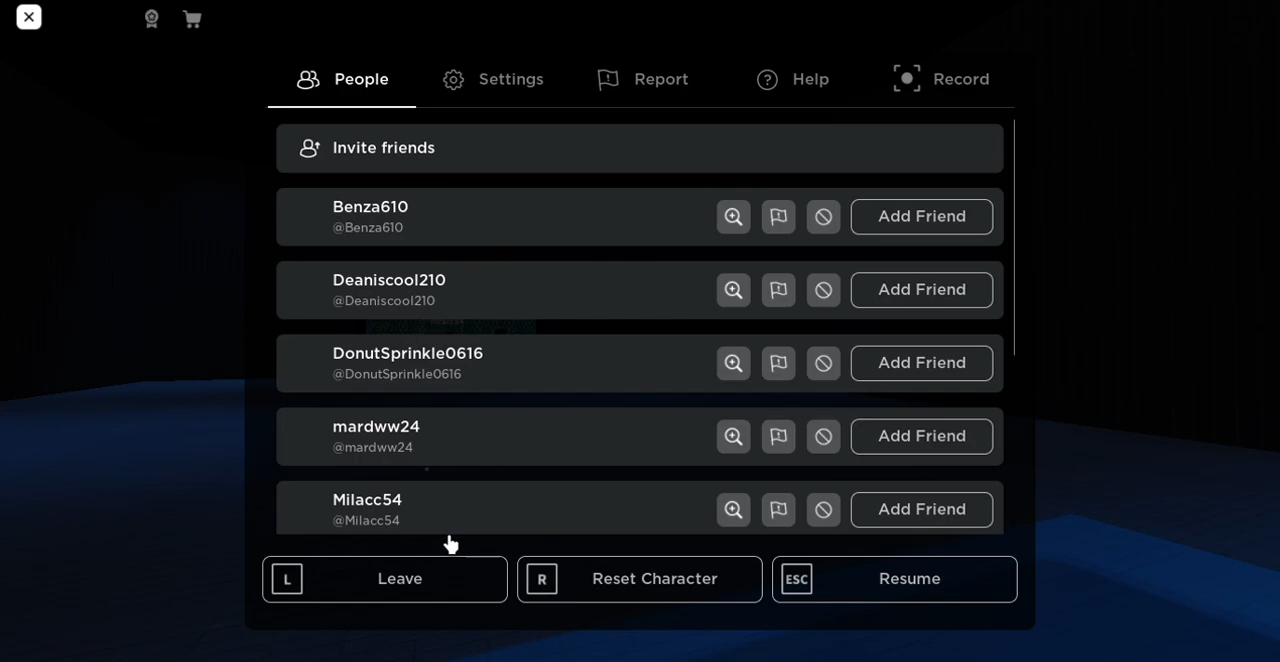 People
Settings
Report
Help
Record
Invite friends
Benza610
@Benza610
Add Friend
Deaniscool210
@Deaniscool210
Add Friend
DonutSprinkle0616
@DonutSprinkle0616
Add Friend
mardww24
@mardww24
Add Friend
Milacc54
@Milacc54
Add Friend
L Leave
R Reset Character
ESC Resume